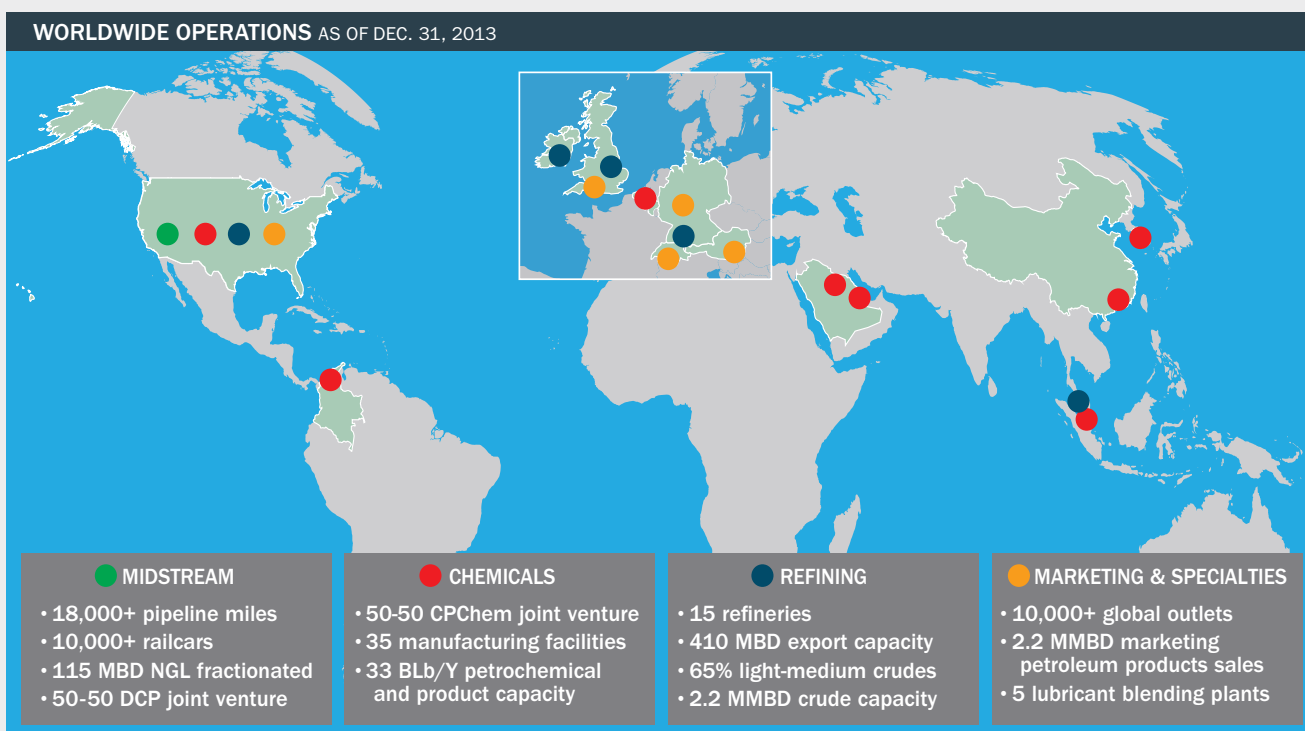 WORLDWIDE OPERATIONS AS OF DEC. 31, 2013
MIDSTREAM
• 18,000+ pipeline miles
• 10,000+ railcars
• 115 MBD NGL fractionated
• 50-50 DCP joint venture
CHEMICALS
• 50-50 CPChem joint venture
• 35 manufacturing facilities
• 33 BLb/Y petrochemical
and product capacity
REFINING
• 15 refineries
• 410 MBD export capacity
• 65% light-medium crudes
• 2.2 MMBD crude capacity
MARKETING & SPECIALTIES
• 10,000+ global outlets
• 2.2 MMBD marketing
petroleum products sales
• 5 lubricant blending plants